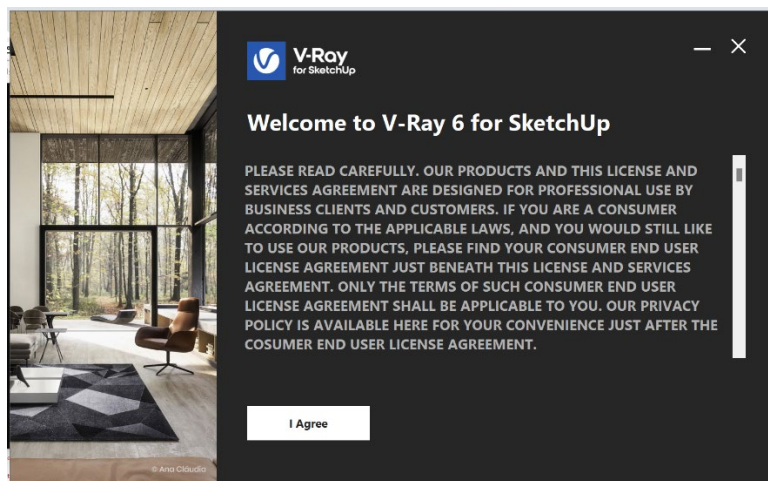 V-Ray
for SketchUp
Welcome to V-Ray 6 for SketchUp
PLEASE READ CAREFULLY. OUR PRODUCTS AND THIS LICENSE AND
SERVICES AGREEMENT ARE DESIGNED FOR PROFESSIONAL USE BY
BUSINESS CLIENTS AND CUSTOMERS. IF YOU ARE A CONSUMER
ACCORDING TO THE APPLICABLE LAWS, AND YOU WOULD STILL LIKE
TO USE OUR PRODUCTS, PLEASE FIND YOUR CONSUMER END USER
LICENSE AGREEMENT JUST BENEATH THIS LICENSE AND SERVICES
AGREEMENT. ONLY THE TERMS OF SUCH CONSUMER END USER
LICENSE AGREEMENT SHALL BE APPLICABLE TO YOU. OUR PRIVACY
POLICY IS AVAILABLE HERE FOR YOUR CONVENIENCE JUST AFTER THE
COSUMER END USER LICENSE AGREEMENT.
I Agree
© Ana Cláudio